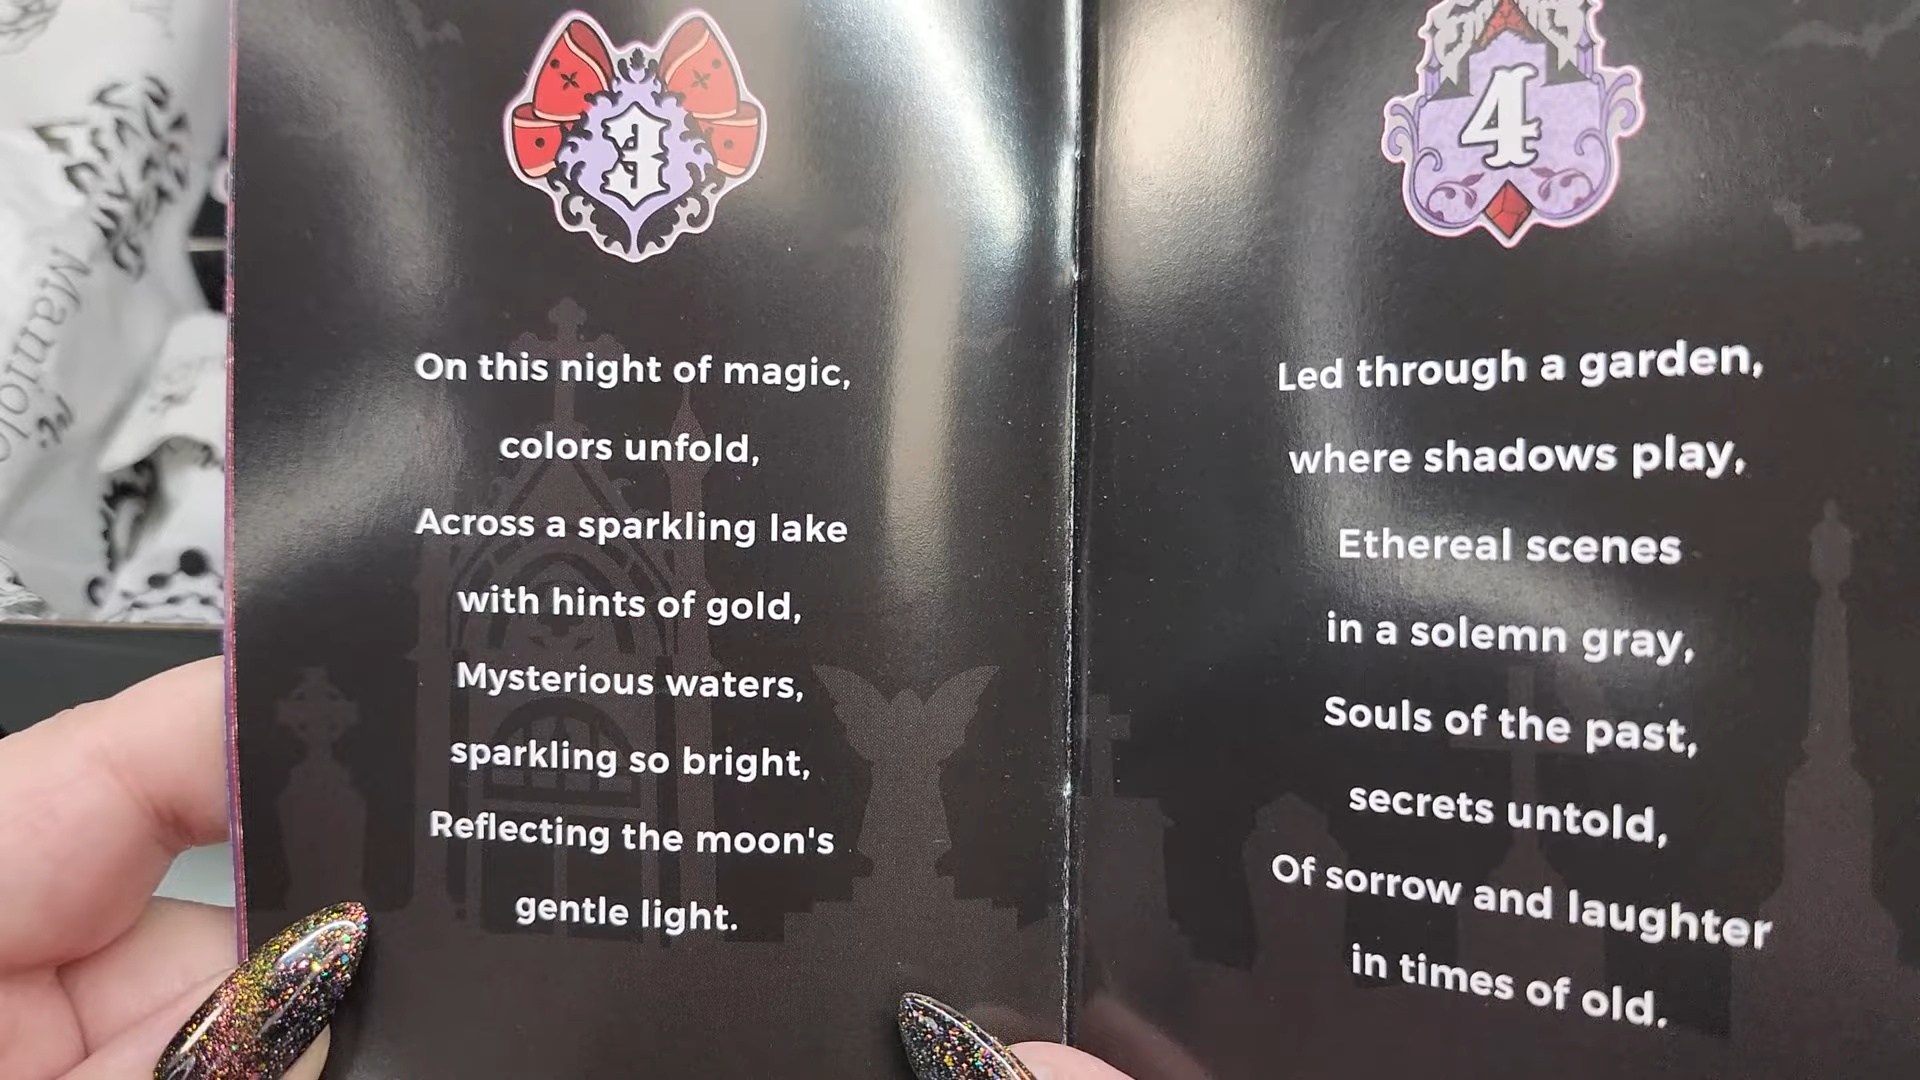 3
On this night of magic,
colors unfold,
Across a sparkling lake
with hints of gold,
Mysterious waters,
sparkling so bright,
Reflecting the moon's
gentle light.
4
Led through a garden,
where shadows play,
Ethereal scenes
in a solemn gray,
Souls of the past,
secrets untold,
Of sorrow and laughter
in times of old.